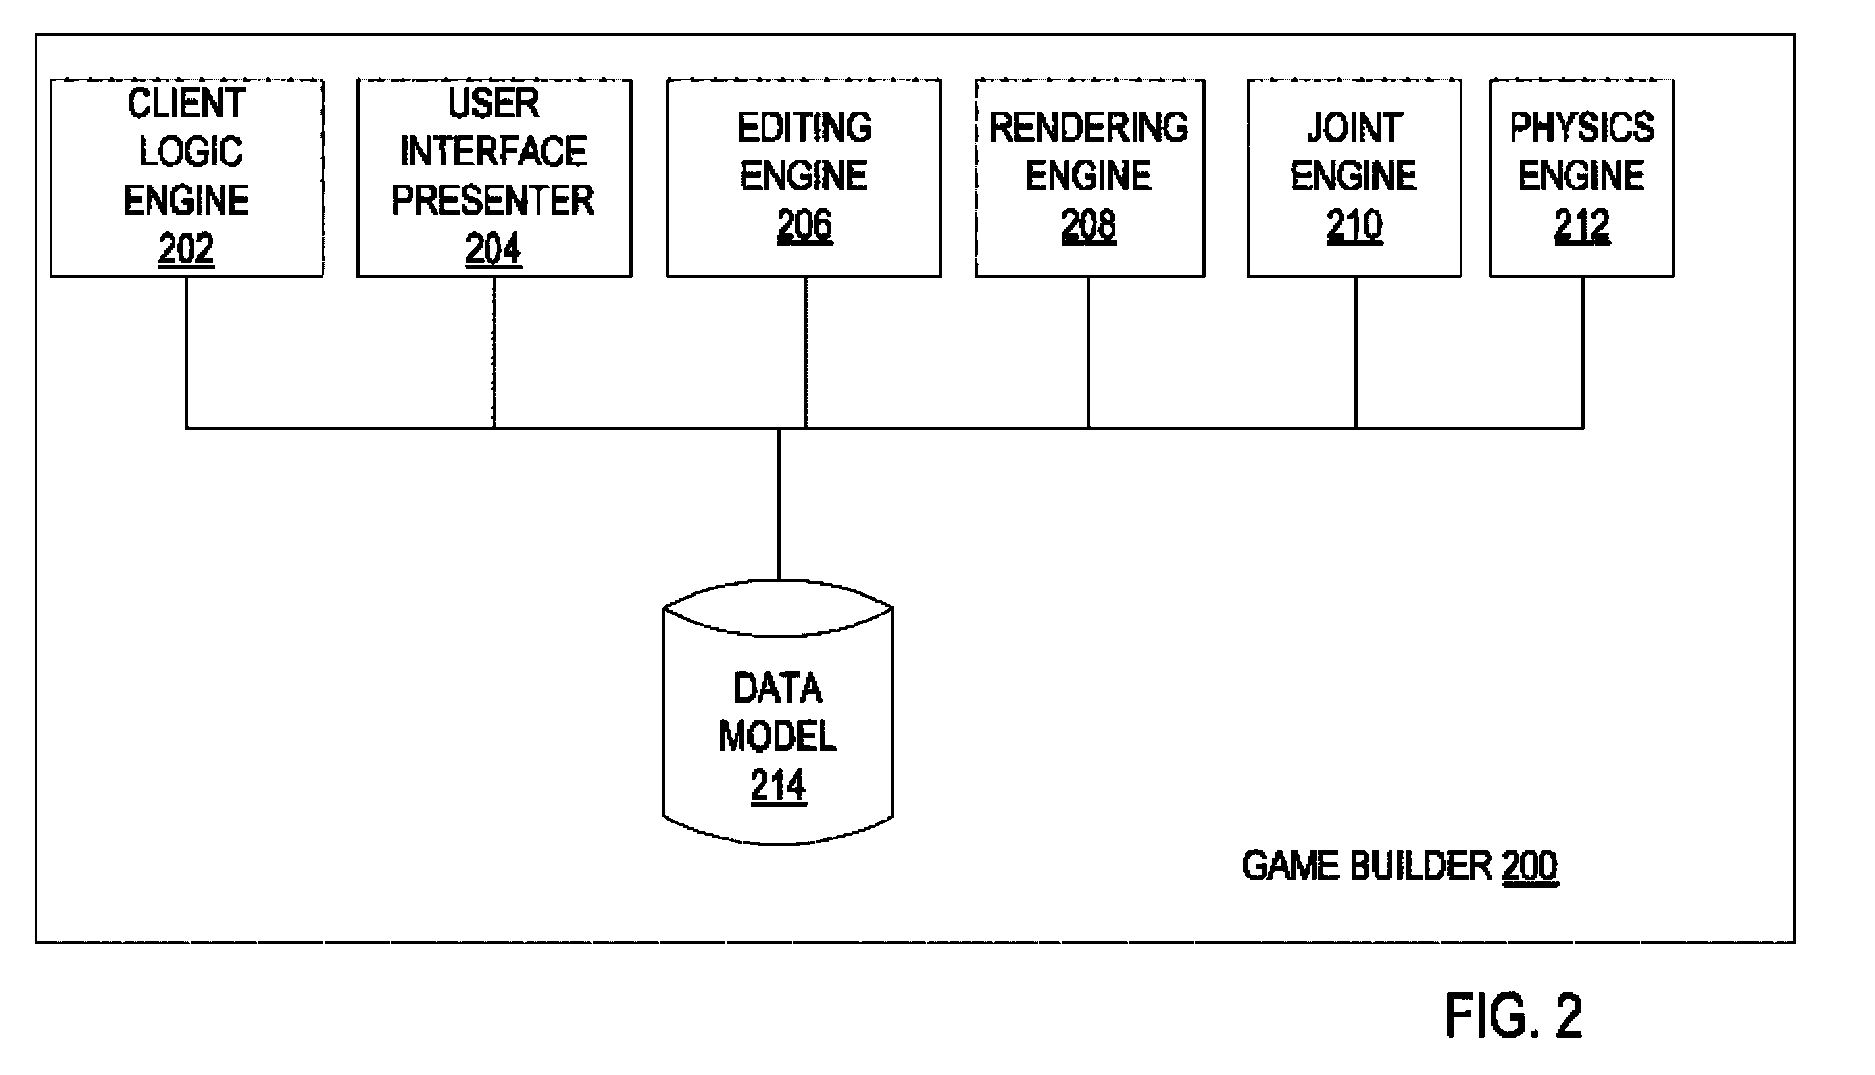 CLIENT
LOGIC
ENGINE
202
USER
INTERFACE
PRESENTER
204
EDITING
ENGINE
206
RENDERING
ENGINE
208
JOINT
ENGINE
210
PHYSICS
ENGINE
212
DATA
MODEL
214
GAME BUILDER 200
FIG. 2